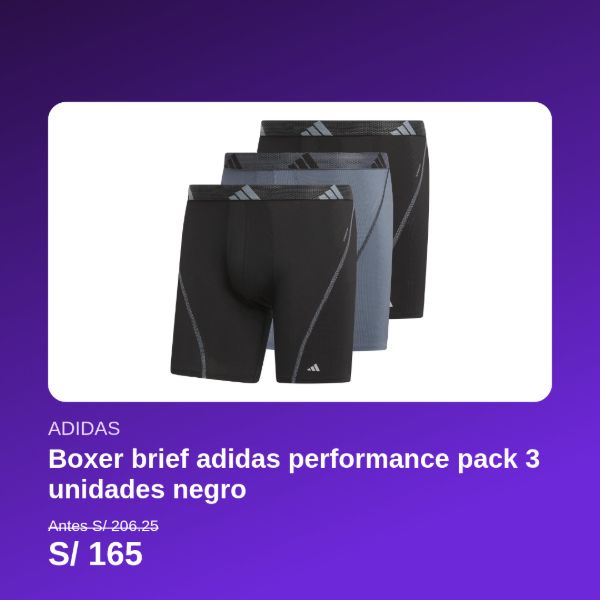 ADIDAS
Boxer brief adidas performance pack 3
unidades negro
Antes S/ 206.25
S/ 165